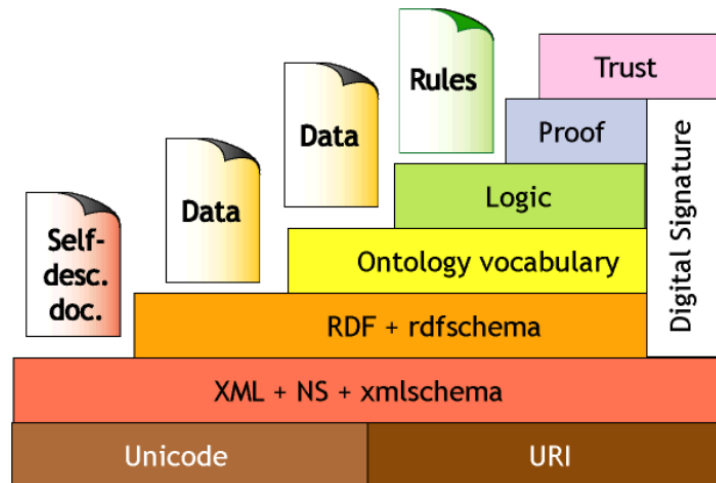 Rules
Trust
Data
Proof
Data
Logic
Digital Signature
Self-
desc.
doc.
Ontology vocabulary
RDF + rdfschema
XML + NS + xmlschema
Unicode
URI